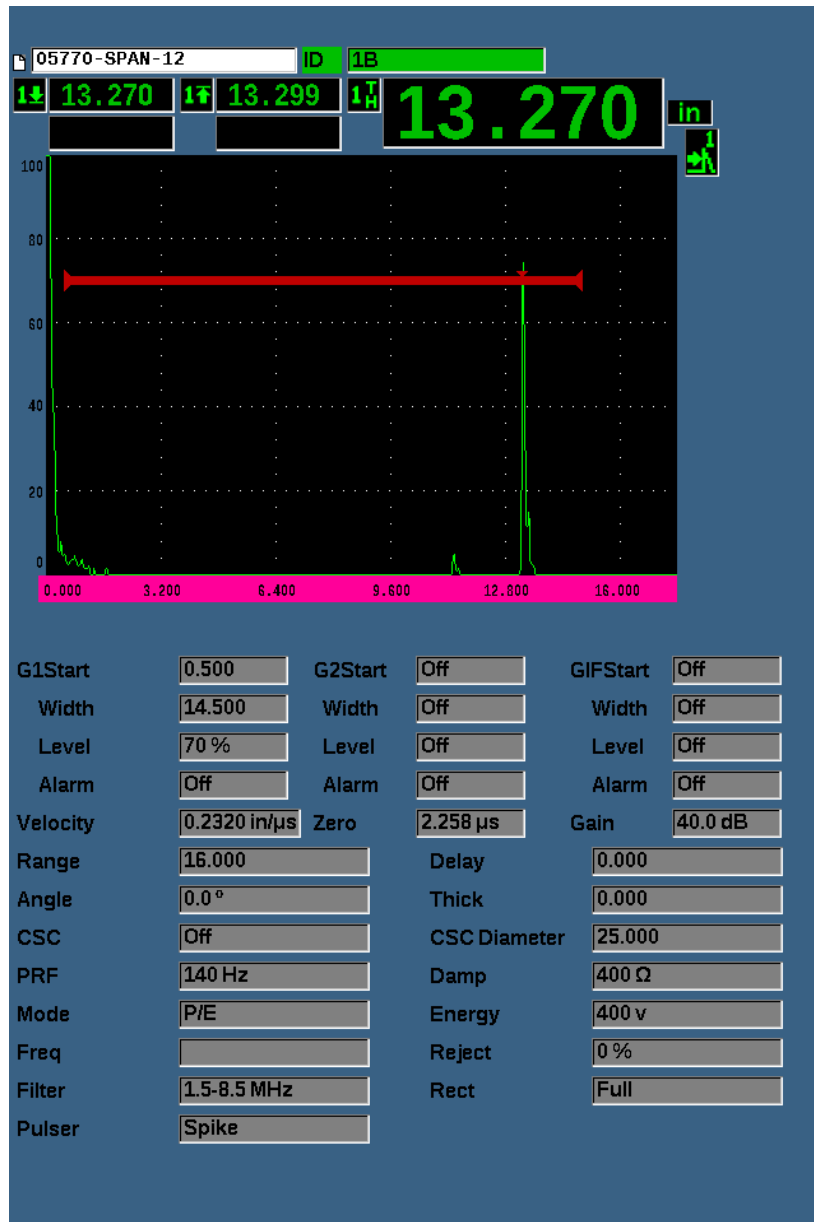 05770-SPAN-12 ID 1B
1 13.270 1 13.299 1 TH 13.270 in
1
100
80
60
40
20
0
0.000 3.200 6.400 9.600 12.800 16.000
G1Start 0.500 G2Start Off GIFStart Off
Width 14.500 Width Off Width Off
Level 70 % Level Off Level Off
Alarm Off Alarm Off Alarm Off
Velocity 0.2320 in/µs Zero 2.258 µs Gain 40.0 dB
Range 16.000 Delay 0.000
Angle 0.0 º Thick 0.000
CSC Off CSC Diameter 25.000
PRF 140 Hz Damp 400 Ω
Mode P/E Energy 400 v
Freq Reject 0 %
Filter 1.5-8.5 MHz Rect Full
Pulser Spike